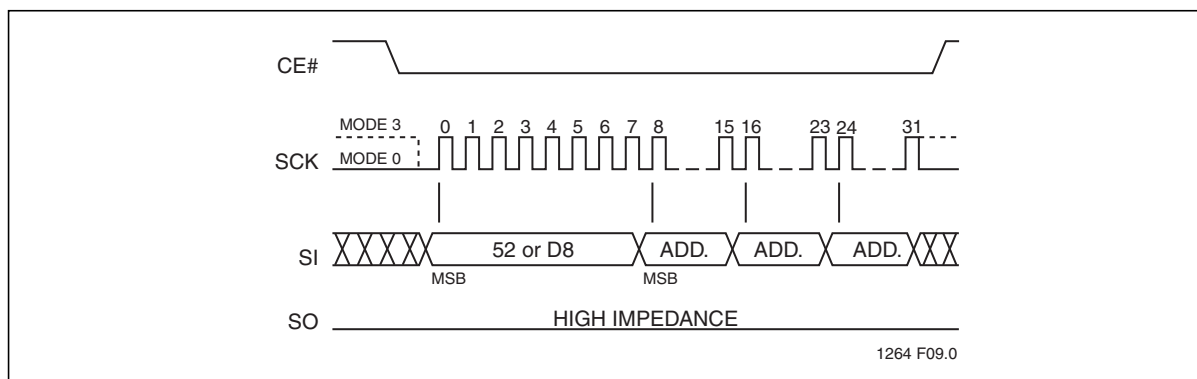 CE#
MODE 3
0 1 2 3 4 5 6 7 8 15 16 23 24 31
SCK
MODE 0
SI
52 or D8 ADD. ADD. ADD.
MSB MSB
SO
HIGH IMPEDANCE
1264 F09.0